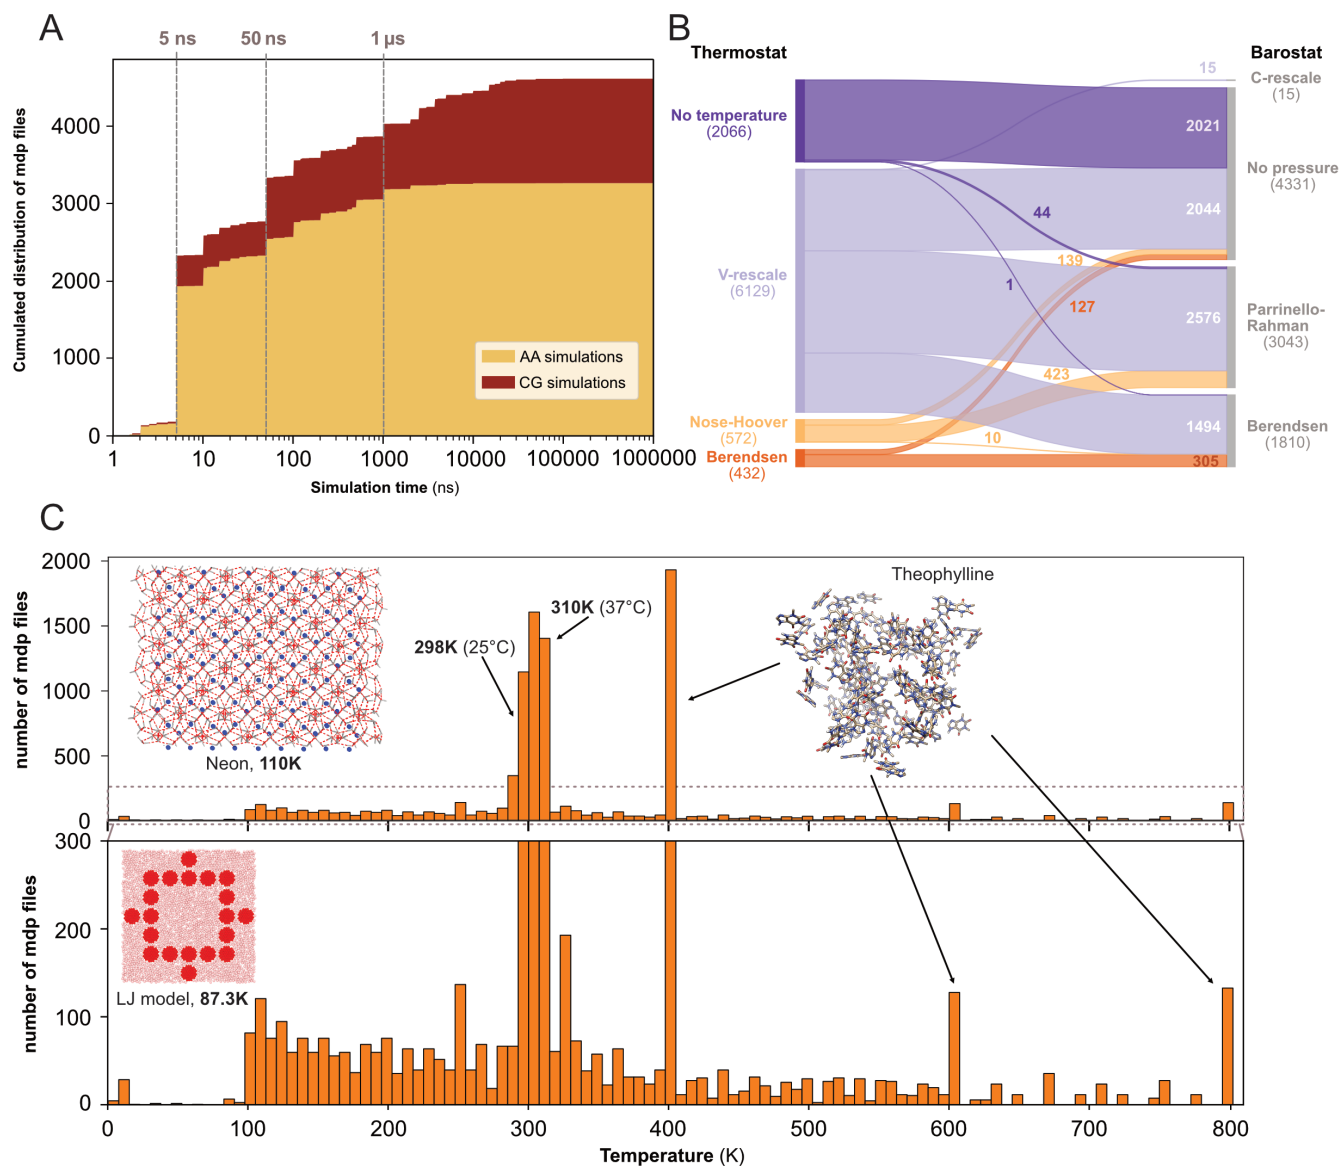 A
5 ns
50 ns
1 μs
Cumulated distribution of mdp files
4000
3000
2000
1000
0
AA simulations
CG simulations
1
10
100
1000
10000
100000
1000000
Simulation time (ns)
B
Thermostat
Barostat
No temperature
(2066)
V-rescale
(6129)
Nose-Hoover
(572)
Berendsen
(432)
15
2021
2044
44
139
1
127
2576
423
1494
10
305
C-rescale
(15)
No pressure
(4331)
Parrinello-
Rahman
(3043)
Berendsen
(1810)
C
number of mdp files
2000
1500
1000
500
0
Neon, 110K
298K (25°C)
310K (37°C)
Theophylline
number of mdp files
300
200
100
0
LJ model, 87.3K
0
100
200
300
400
500
600
700
800
Temperature (K)